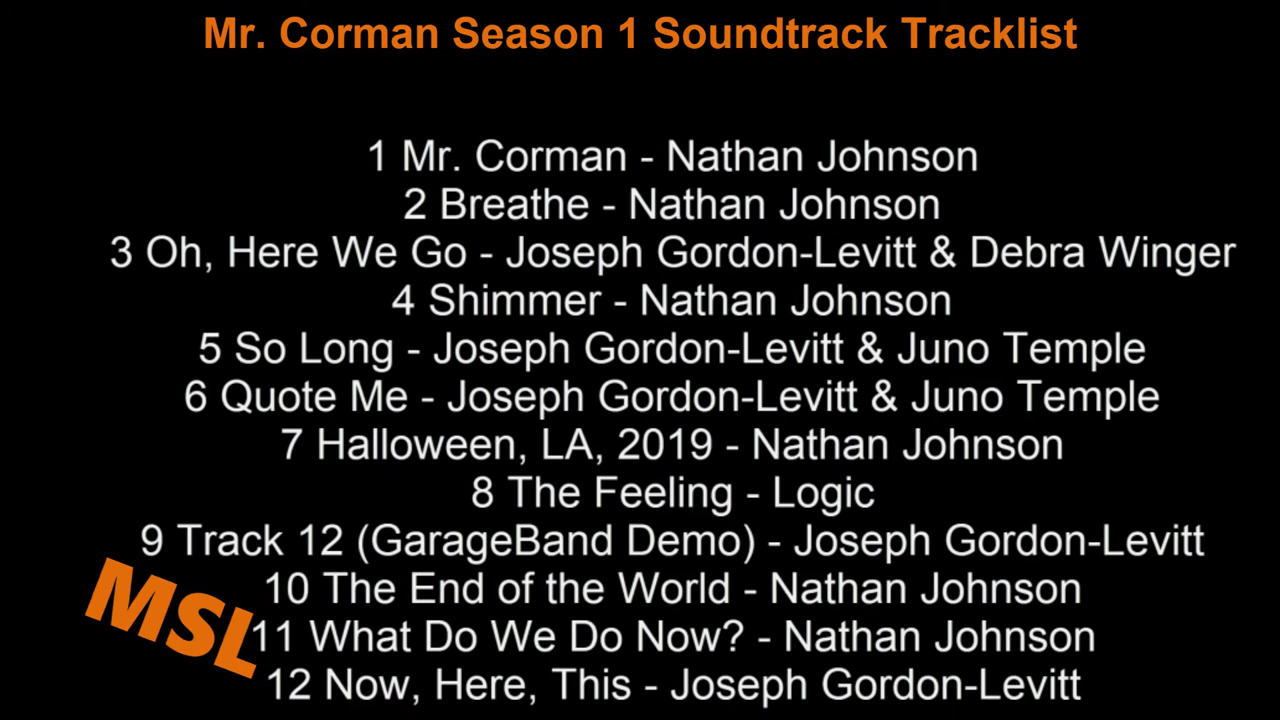 Mr. Corman Season 1 Soundtrack Tracklist
1 Mr. Corman - Nathan Johnson
2 Breathe - Nathan Johnson
3 Oh, Here We Go - Joseph Gordon-Levitt & Debra Winger
4 Shimmer - Nathan Johnson
5 So Long - Joseph Gordon-Levitt & Juno Temple
6 Quote Me - Joseph Gordon-Levitt & Juno Temple
7 Halloween, LA, 2019 - Nathan Johnson
8 The Feeling - Logic
9 Track 12 (GarageBand Demo) - Joseph Gordon-Levitt
10 The End of the World - Nathan Johnson
11 What Do We Do Now? - Nathan Johnson
12 Now, Here, This - Joseph Gordon-Levitt
MSL